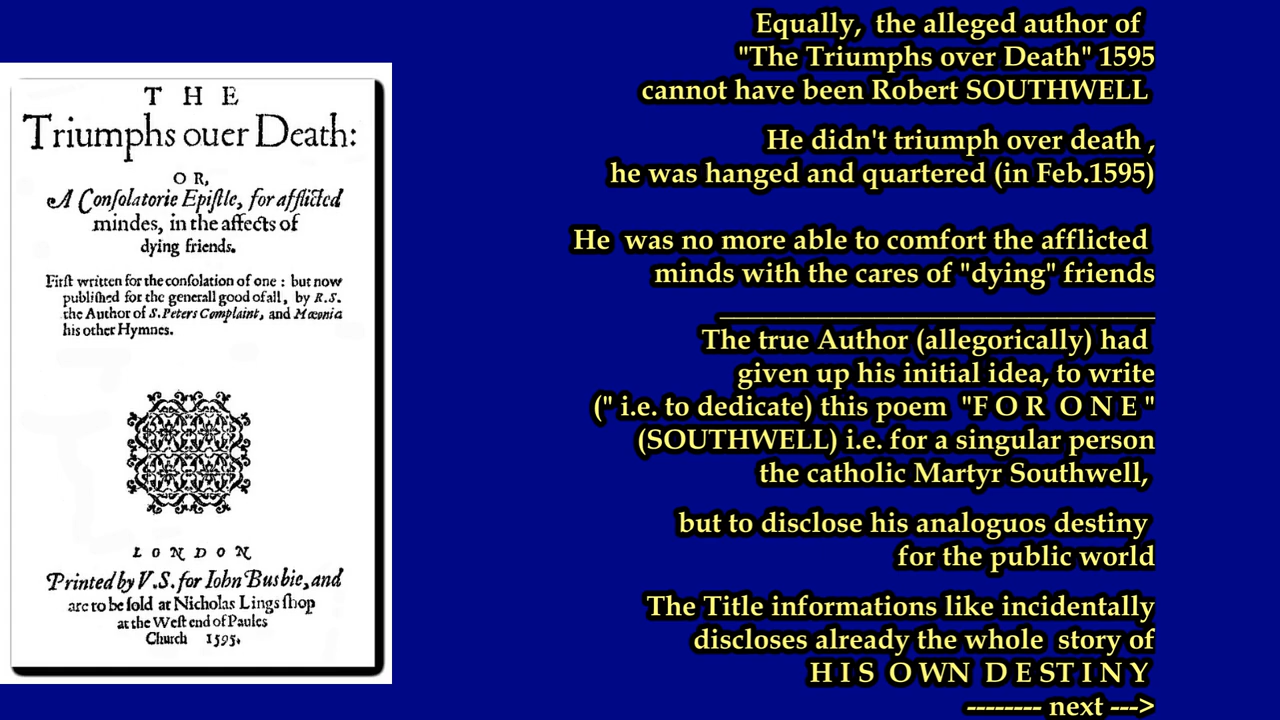 THE
Triumphs ouer Death:
OR,
A Consolatorie Epistle, for afflicted
mindes, in the affects of
dying friends.
First written for the consolation of one : but now
published for the generall good of all, by R.S.
the Author of S. Peters Complaint, and Mœonia
his other Hymnes.
LONDON
Printed by V.S. for Iohn Busbie, and
are to be sold at Nicholas Lings shop
at the West end of Paules
Church 1595.
Equally, the alleged author of
"The Triumphs over Death" 1595
cannot have been Robert SOUTHWELL
He didn't triumph over death ,
he was hanged and quartered (in Feb.1595)
He was no more able to comfort the afflicted
minds with the cares of "dying" friends
The true Author (allegorically) had
given up his initial idea, to write
(" i.e. to dedicate) this poem "F O R O N E "
(SOUTHWELL) i.e. for a singular person
the catholic Martyr Southwell,
but to disclose his analoguos destiny
for the public world
The Title informations like incidentally
discloses already the whole story of
H I S O W N D E S T I N Y
-------- next --->